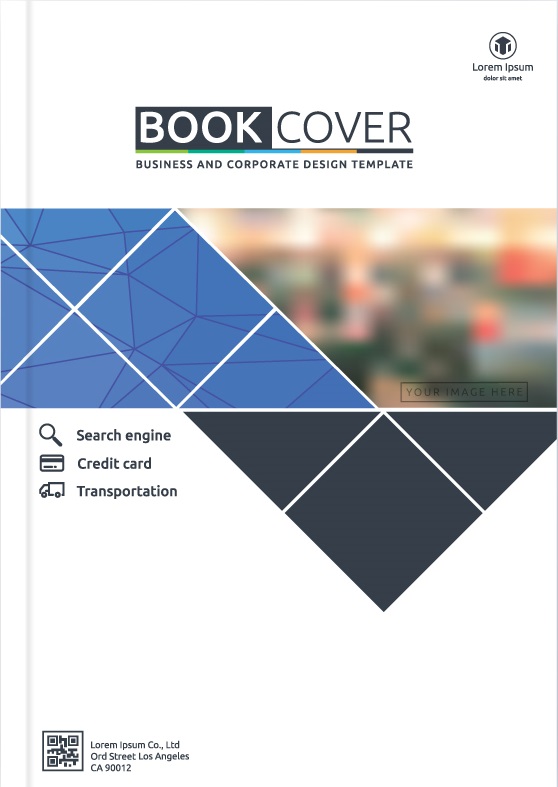 Lorem Ipsum
dolor sit amet
BOOK COVER
BUSINESS AND CORPORATE DESIGN TEMPLATE
YOUR IMAGE HERE
Search engine
Credit card
Transportation
Lorem Ipsum Co., Ltd
Ord Street Los Angeles
CA 90012